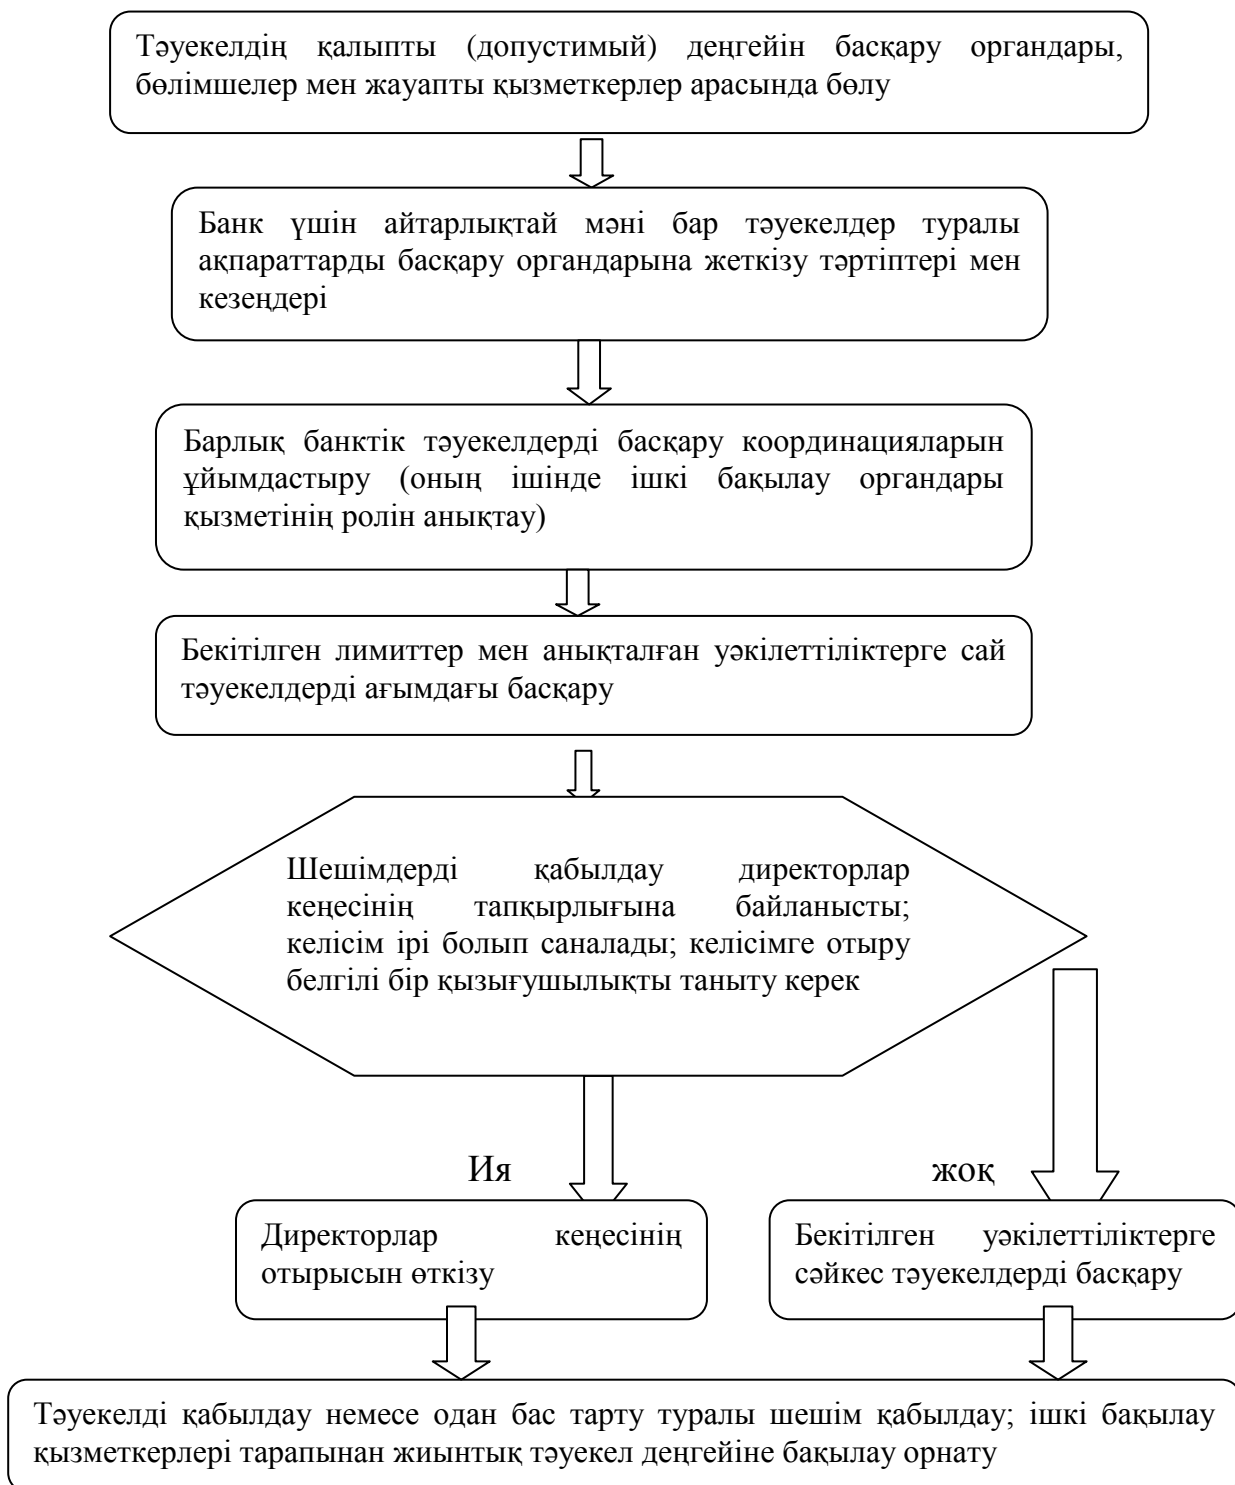 Тәуекелдің қалыпты (допустимый) деңгейін басқару органдары,
бөлімшелер мен жауапты қызметкерлер арасында бөлу
Банк үшін айтарлықтай мәні бар тәуекелдер туралы
ақпараттарды басқару органдарына жеткізу тәртіптері мен
кезеңдері
Барлық банктік тәуекелдерді басқару координацияларын
ұйымдастыру (оның ішінде ішкі бақылау органдары
қызметінің ролін анықтау)
Бекітілген лимиттер мен анықталған уәкілеттіліктерге сай
тәуекелдерді ағымдағы басқару
Шешімдерді қабылдау директорлар
кеңесінің тапқырлығына байланысты;
келісім ірі болып саналады; келісімге отыру
белгілі бір қызығушылықты таныту керек
Ия
жоқ
Директорлар кеңесінің
отырысын өткізу
Бекітілген уәкілеттіліктерге
сәйкес тәуекелдерді басқару
Тәуекелді қабылдау немесе одан бас тарту туралы шешім қабылдау; ішкі бақылау
қызметкерлері тарапынан жиынтық тәуекел деңгейіне бақылау орнату